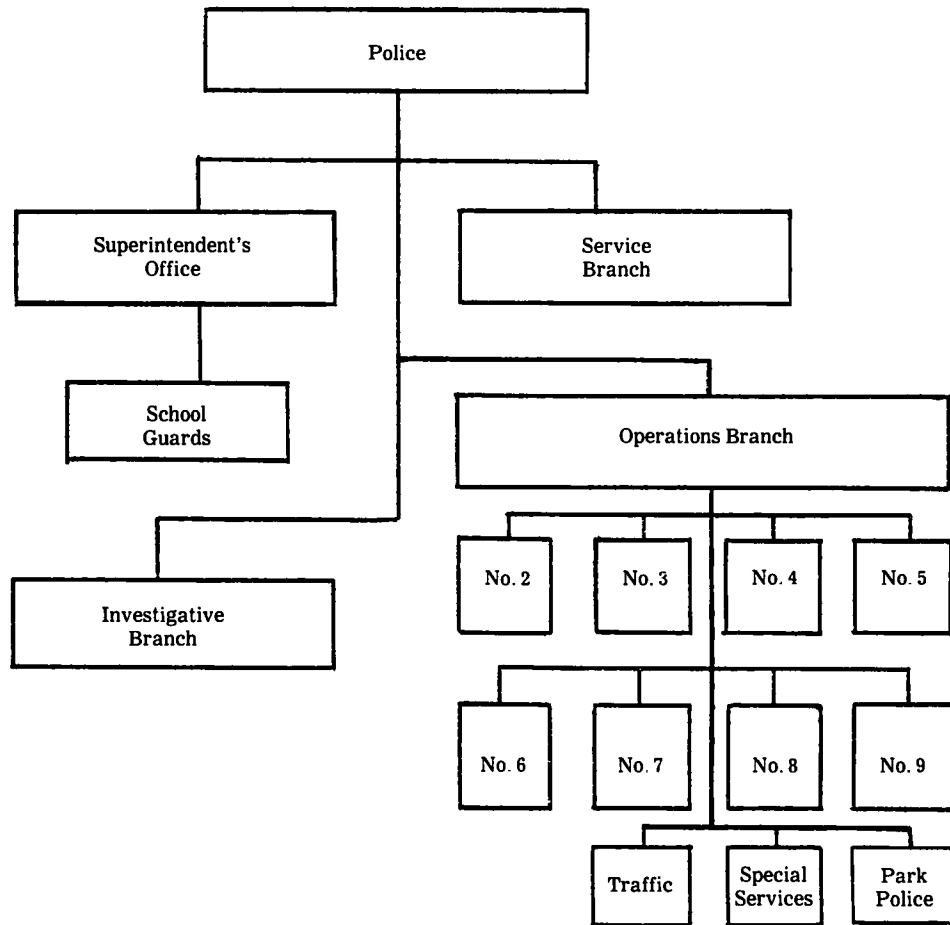 Police
Superintendent's
Office
Service
Branch
School
Guards
Operations Branch
No. 2
No. 3
No. 4
No. 5
Investigative
Branch
No. 6
No. 7
No. 8
No. 9
Traffic
Special
Services
Park
Police